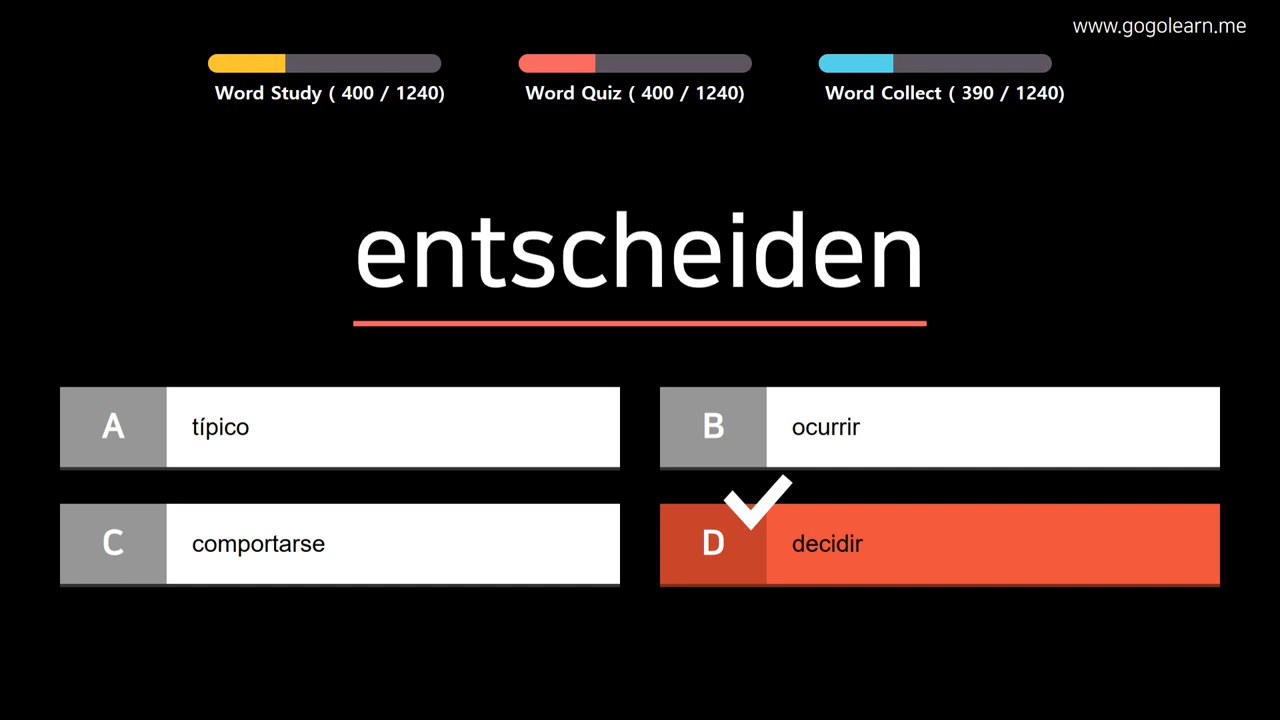 www.gogolearn.me
Word Study ( 400 / 1240)
Word Quiz ( 400 / 1240)
Word Collect ( 390 / 1240)
entscheiden
A típico
B ocurrir
C comportarse
D decidir